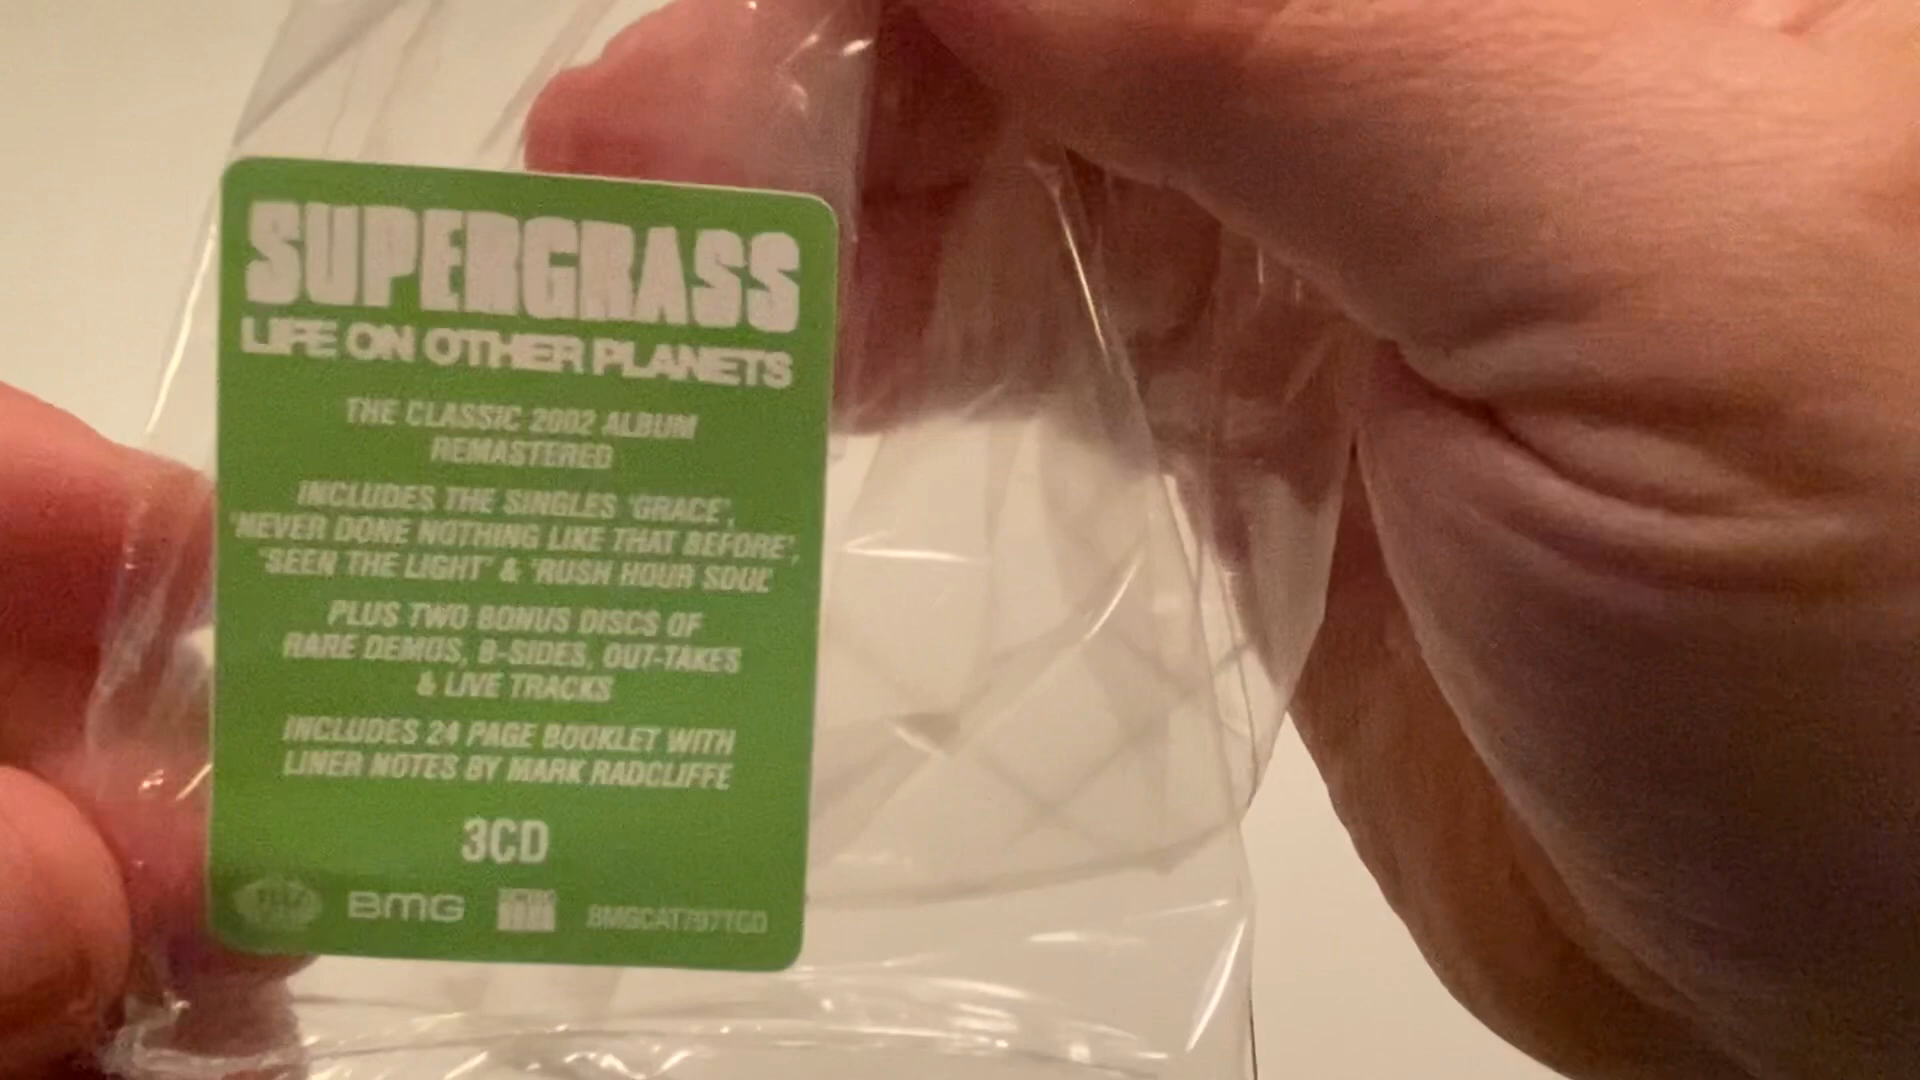 SUPERGRASS
LIFE ON OTHER PLANETS
THE CLASSIC 2002 ALBUM
REMASTERED
INCLUDES THE SINGLES 'GRACE',
'NEVER DONE NOTHING LIKE THAT BEFORE',
'SEEN THE LIGHT' & 'RUSH HOUR SOUL'
PLUS TWO BONUS DISCS OF
RARE DEMOS, B-SIDES, OUT-TAKES
& LIVE TRACKS
INCLUDES 24 PAGE BOOKLET WITH
LINER NOTES BY MARK RADCLIFFE
3CD
BMG